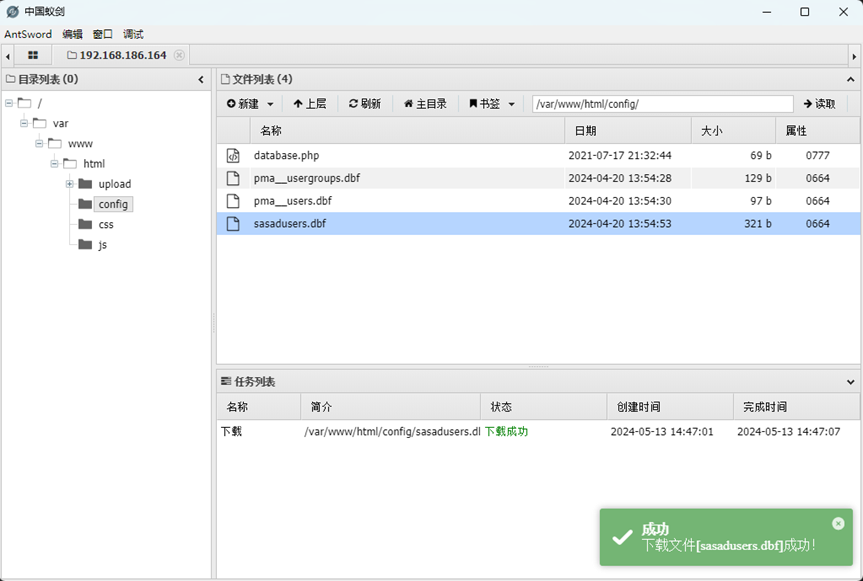 中国蚁剑
AntSword 编辑 窗口 调试
192.168.186.164
目录列表 (0)
/
var
www
html
upload
config
css
js
文件列表 (4)
新建 上层 刷新 主目录 书签 /var/www/html/config/ 读取
名称 日期 大小 属性
database.php 2021-07-17 21:32:44 69 b 0777
pma__usergroups.dbf 2024-04-20 13:54:28 129 b 0664
pma__users.dbf 2024-04-20 13:54:30 97 b 0664
sasadusers.dbf 2024-04-20 13:54:53 321 b 0664
任务列表
名称 简介 状态 创建时间 完成时间
下载 /var/www/html/config/sasadusers.d 下载成功 2024-05-13 14:47:01 2024-05-13 14:47:07
成功
下载文件[sasadusers.dbf]成功!